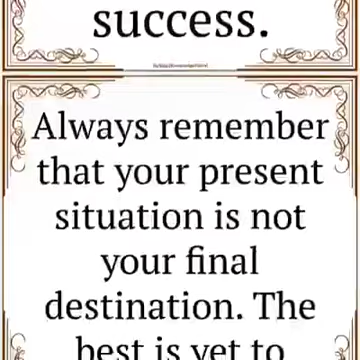 success.
Always remember
that your present
situation is not
your final
destination. The
best is yet to